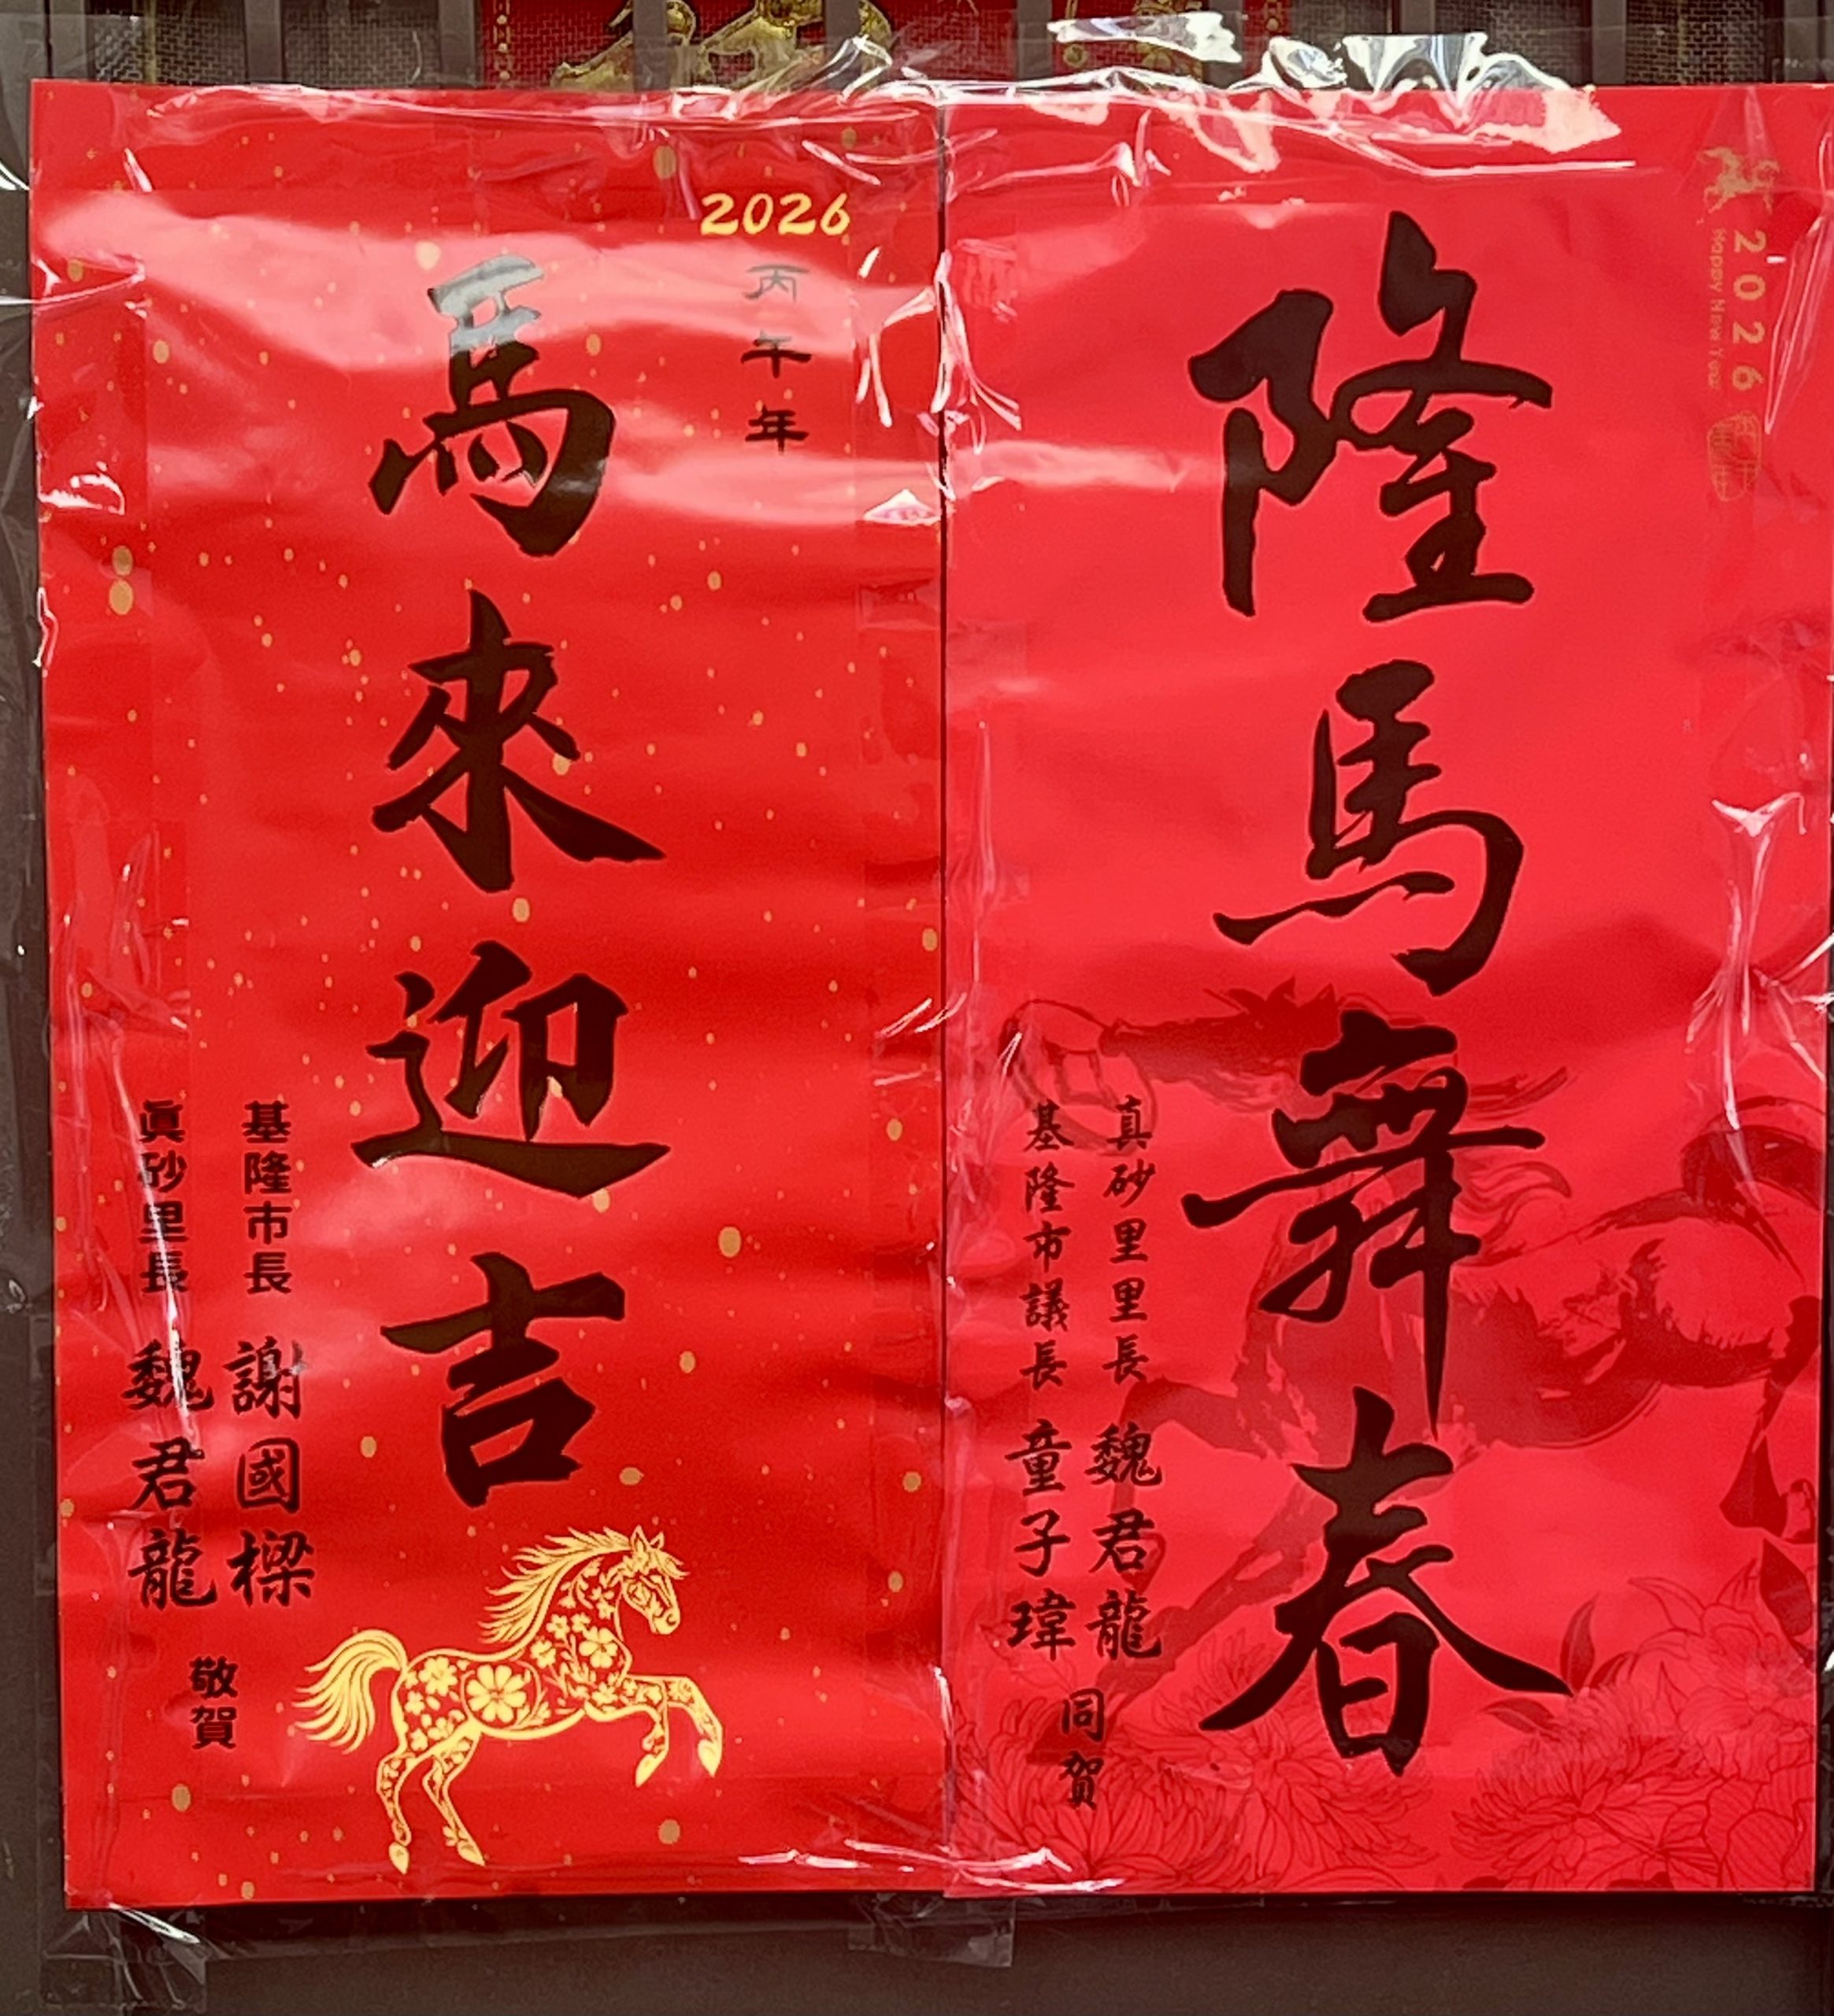 2026
丙午年
馬來迎吉
基隆市長 謝國樑
眞砂里長 魏君龍
敬賀
2026
Happy New Year
隆馬舞春
真砂里里長 魏君龍
基隆市議長 童子瑋
同賀